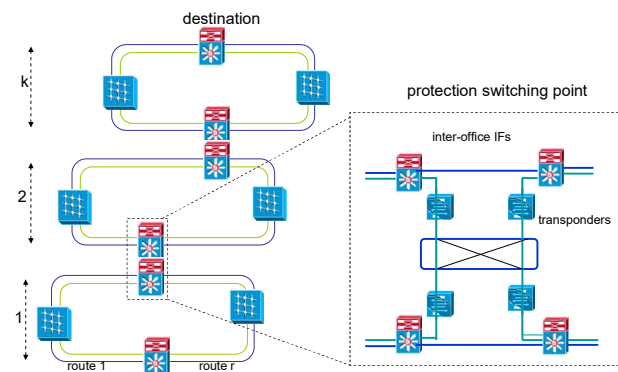 destination
k
protection switching point
inter-office IFs
2
transponders
1
route 1
route r